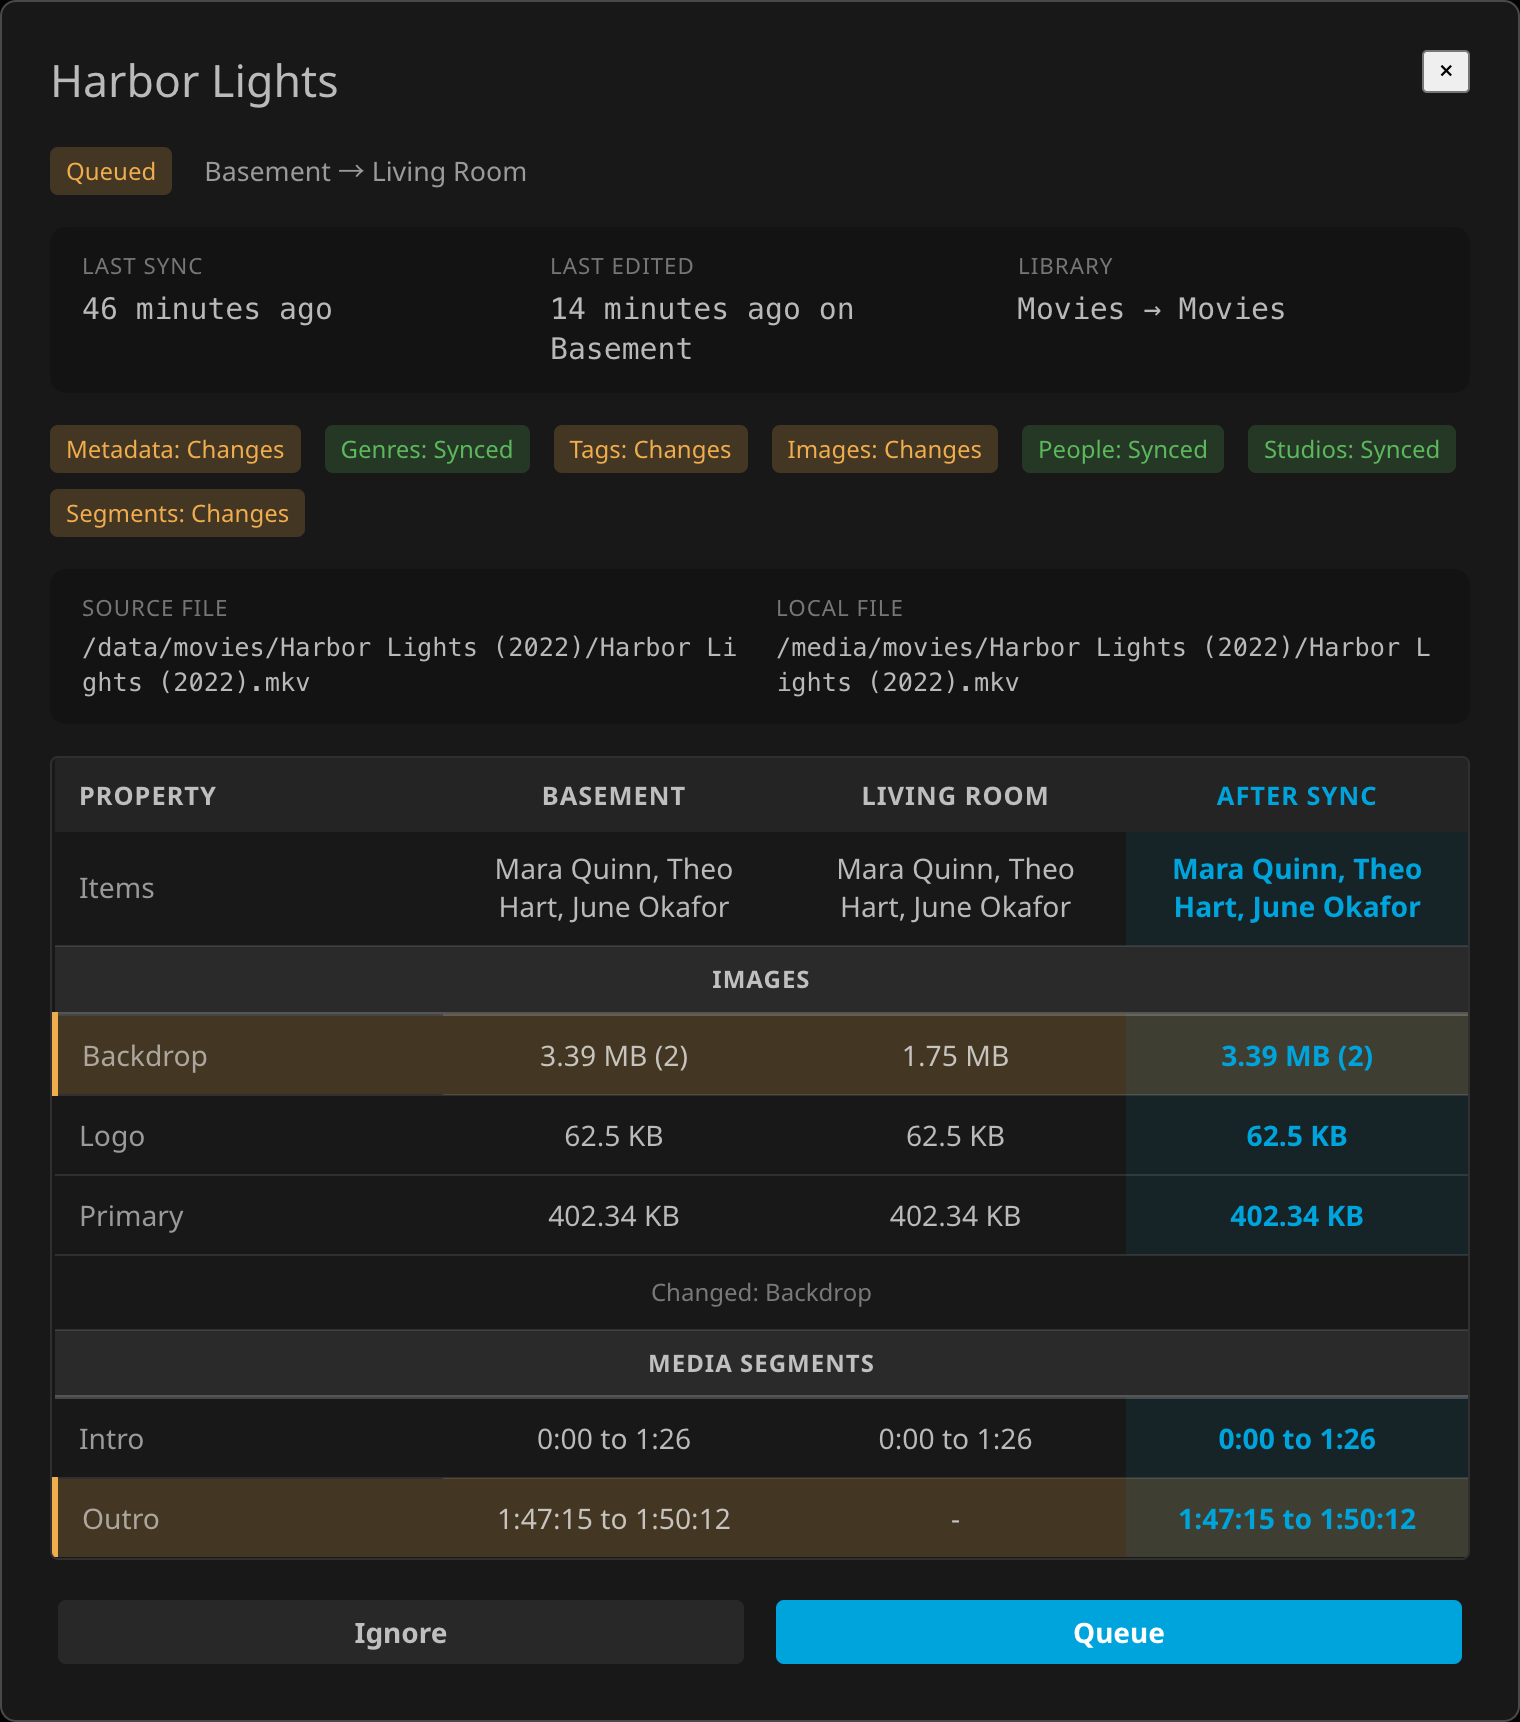 Harbor Lights
×
Queued
Basement → Living Room
LAST SYNC
46 minutes ago
LAST EDITED
14 minutes ago on
Basement
LIBRARY
Movies → Movies
Metadata: Changes
Genres: Synced
Tags: Changes
Images: Changes
People: Synced
Studios: Synced
Segments: Changes
SOURCE FILE
/data/movies/Harbor Lights (2022)/Harbor Li
ghts (2022).mkv
LOCAL FILE
/media/movies/Harbor Lights (2022)/Harbor L
ights (2022).mkv
PROPERTY BASEMENT LIVING ROOM AFTER SYNC
Items
Mara Quinn, Theo
Hart, June Okafor
Mara Quinn, Theo
Hart, June Okafor
Mara Quinn, Theo
Hart, June Okafor
IMAGES
Backdrop 3.39 MB (2) 1.75 MB 3.39 MB (2)
Logo 62.5 KB 62.5 KB 62.5 KB
Primary 402.34 KB 402.34 KB 402.34 KB
Changed: Backdrop
MEDIA SEGMENTS
Intro 0:00 to 1:26 0:00 to 1:26 0:00 to 1:26
Outro 1:47:15 to 1:50:12 - 1:47:15 to 1:50:12
Ignore
Queue